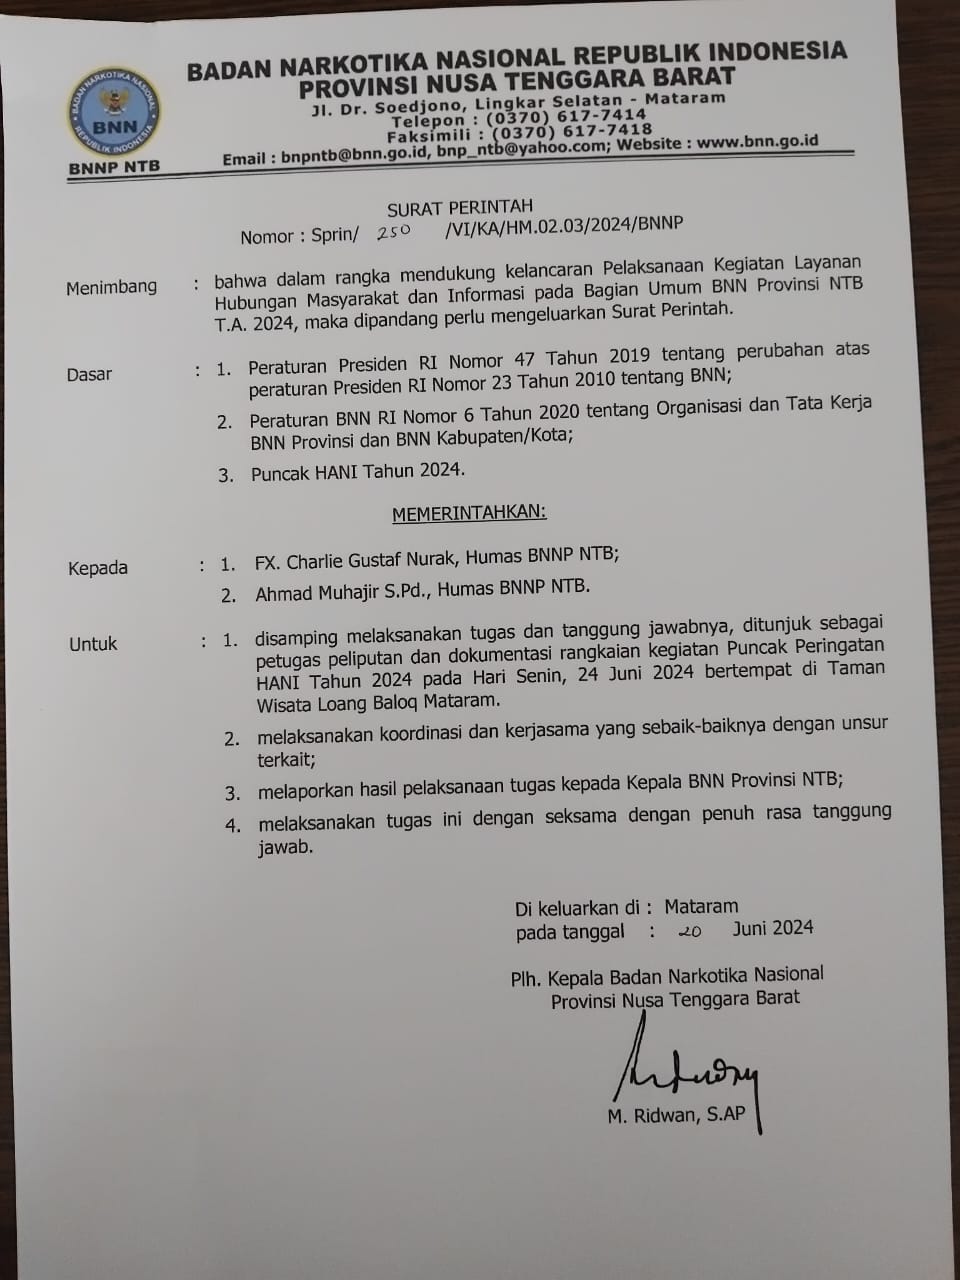 BADAN NARKOTIKA NASIONAL REPUBLIK INDONESIA
PROVINSI NUSA TENGGARA BARAT
Jl. Dr. Soedjono, Lingkar Selatan - Mataram
Telepon : (0370) 617-7414
Faksimili : (0370) 617-7418
Email : bnpntb@bnn.go.id, bnp_ntb@yahoo.com; Website : www.bnn.go.id
BADAN NARKOTIKA NASIONAL
BNN
REPUBLIK INDONESIA
BNNP NTB
SURAT PERINTAH
Nomor : Sprin/ 250 /VI/KA/HM.02.03/2024/BNNP
Menimbang : bahwa dalam rangka mendukung kelancaran Pelaksanaan Kegiatan Layanan
Hubungan Masyarakat dan Informasi pada Bagian Umum BNN Provinsi NTB
T.A. 2024, maka dipandang perlu mengeluarkan Surat Perintah.
Dasar : 1. Peraturan Presiden RI Nomor 47 Tahun 2019 tentang perubahan atas
peraturan Presiden RI Nomor 23 Tahun 2010 tentang BNN;
2. Peraturan BNN RI Nomor 6 Tahun 2020 tentang Organisasi dan Tata Kerja
BNN Provinsi dan BNN Kabupaten/Kota;
3. Puncak HANI Tahun 2024.
MEMERINTAHKAN:
Kepada : 1. FX. Charlie Gustaf Nurak, Humas BNNP NTB;
2. Ahmad Muhajir S.Pd., Humas BNNP NTB.
Untuk : 1. disamping melaksanakan tugas dan tanggung jawabnya, ditunjuk sebagai
petugas peliputan dan dokumentasi rangkaian kegiatan Puncak Peringatan
HANI Tahun 2024 pada Hari Senin, 24 Juni 2024 bertempat di Taman
Wisata Loang Baloq Mataram.
2. melaksanakan koordinasi dan kerjasama yang sebaik-baiknya dengan unsur
terkait;
3. melaporkan hasil pelaksanaan tugas kepada Kepala BNN Provinsi NTB;
4. melaksanakan tugas ini dengan seksama dengan penuh rasa tanggung
jawab.
Di keluarkan di : Mataram
pada tanggal : 20 Juni 2024
Plh. Kepala Badan Narkotika Nasional
Provinsi Nusa Tenggara Barat
M. Ridwan, S.AP